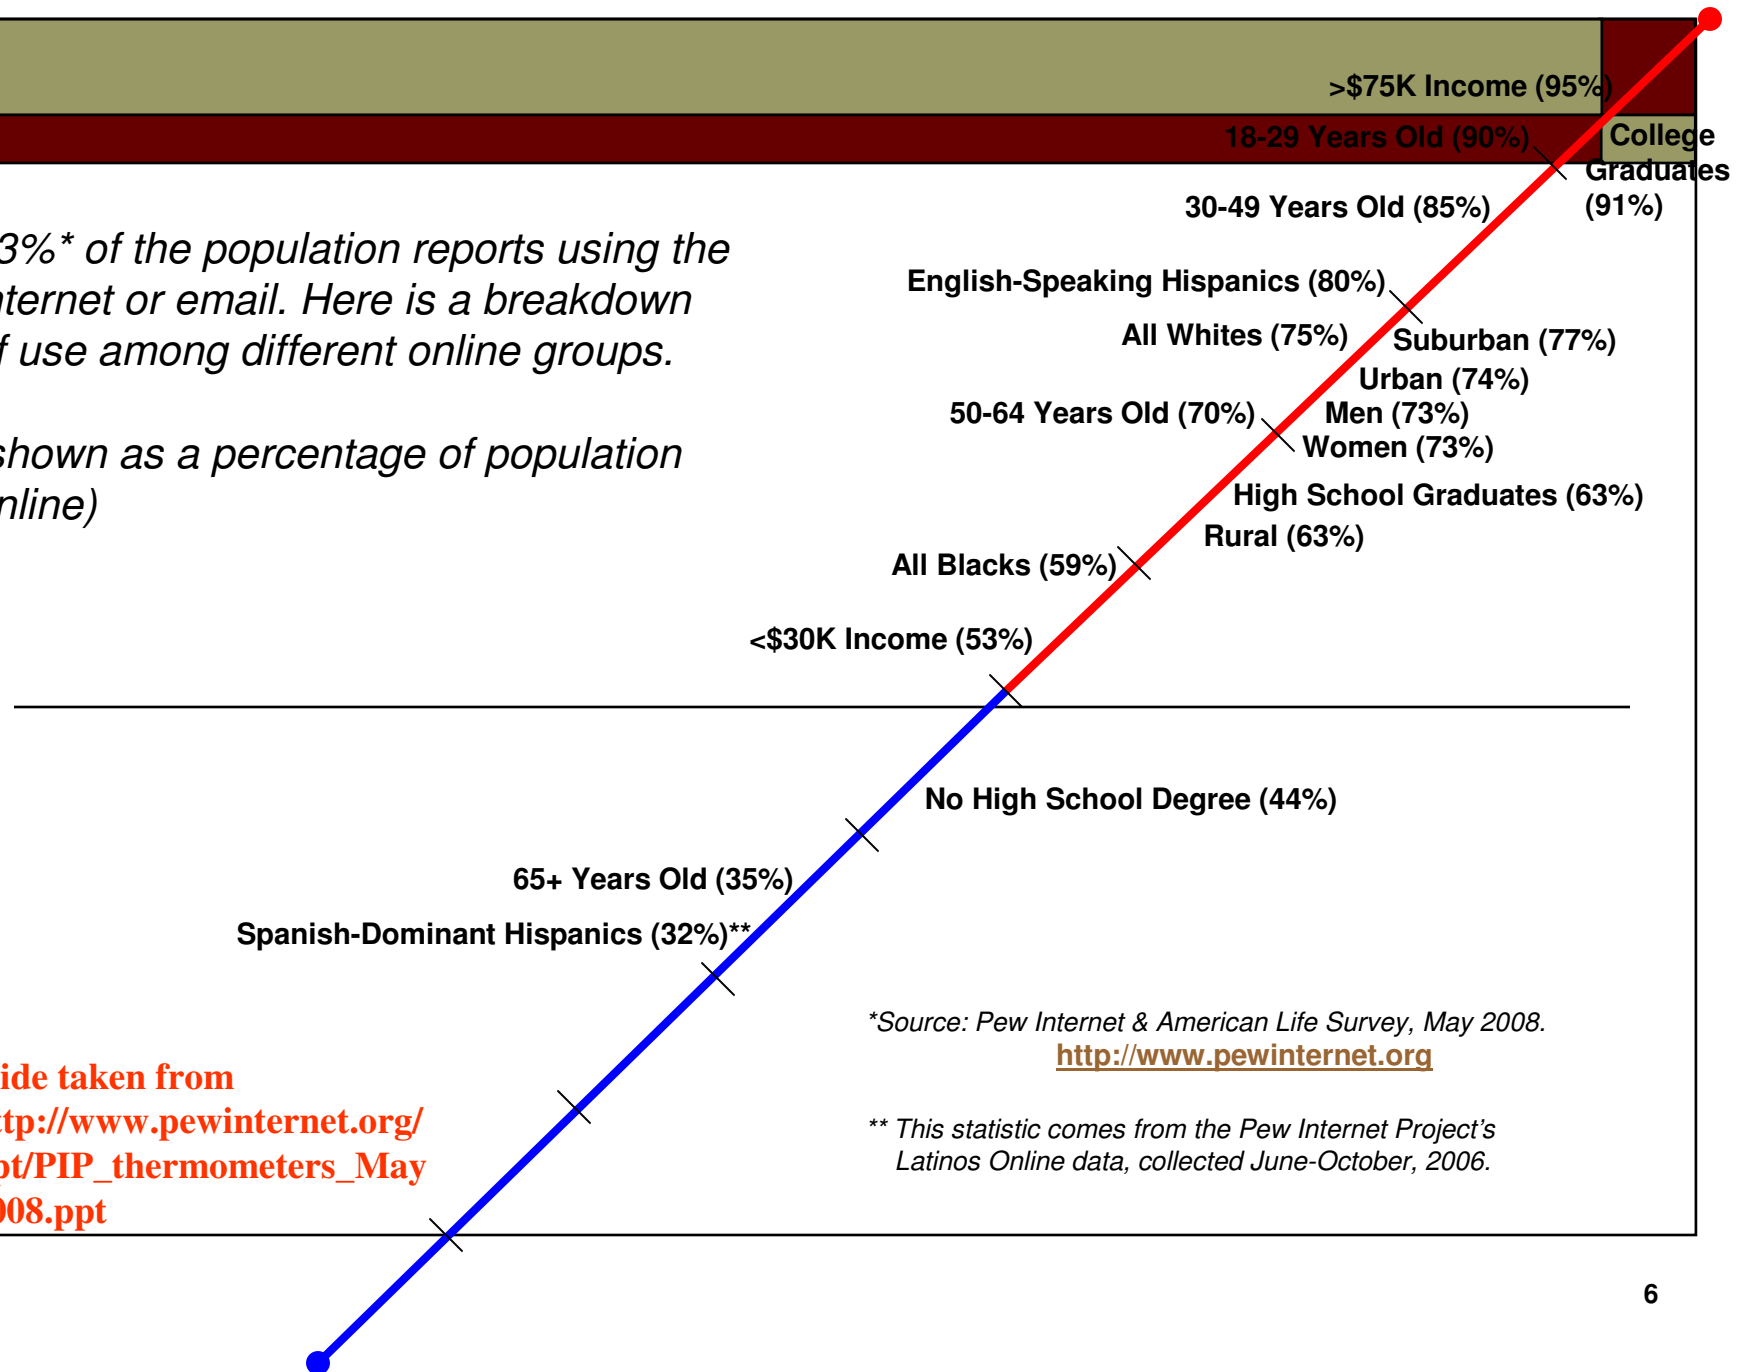 >$75K Income (95%)
18-29 Years Old (90%)
College
Graduates
(91%)
30-49 Years Old (85%)
3%* of the population reports using the
nternet or email. Here is a breakdown
f use among different online groups.
shown as a percentage of population
nline)
English-Speaking Hispanics (80%)
All Whites (75%)
Suburban (77%)
Urban (74%)
50-64 Years Old (70%)
Men (73%)
Women (73%)
High School Graduates (63%)
Rural (63%)
All Blacks (59%)
<$30K Income (53%)
No High School Degree (44%)
65+ Years Old (35%)
Spanish-Dominant Hispanics (32%)**
*Source: Pew Internet & American Life Survey, May 2008.
http://www.pewinternet.org
** This statistic comes from the Pew Internet Project's
Latinos Online data, collected June-October, 2006.
ide taken from
ttp://www.pewinternet.org/
pt/PIP_thermometers_May
008.ppt
6